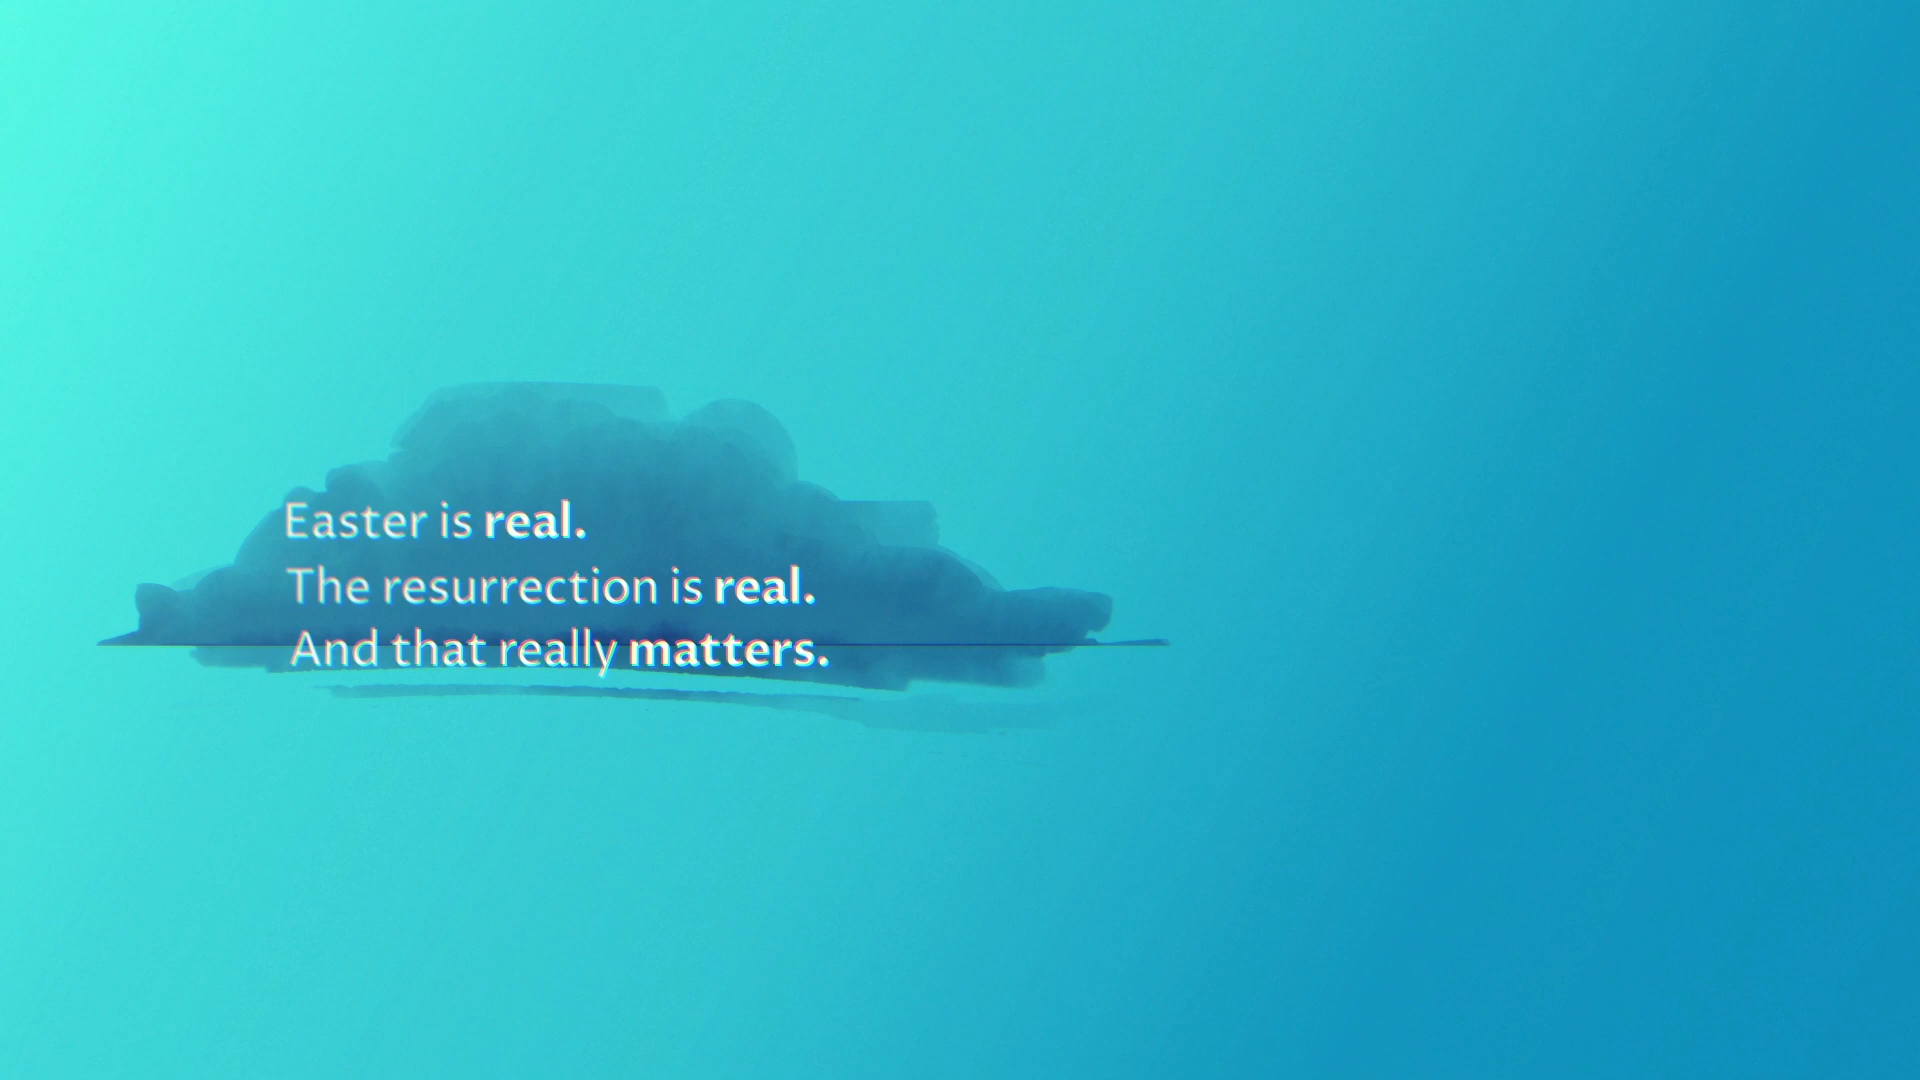 Easter is real.
The resurrection is real.
And that really matters.